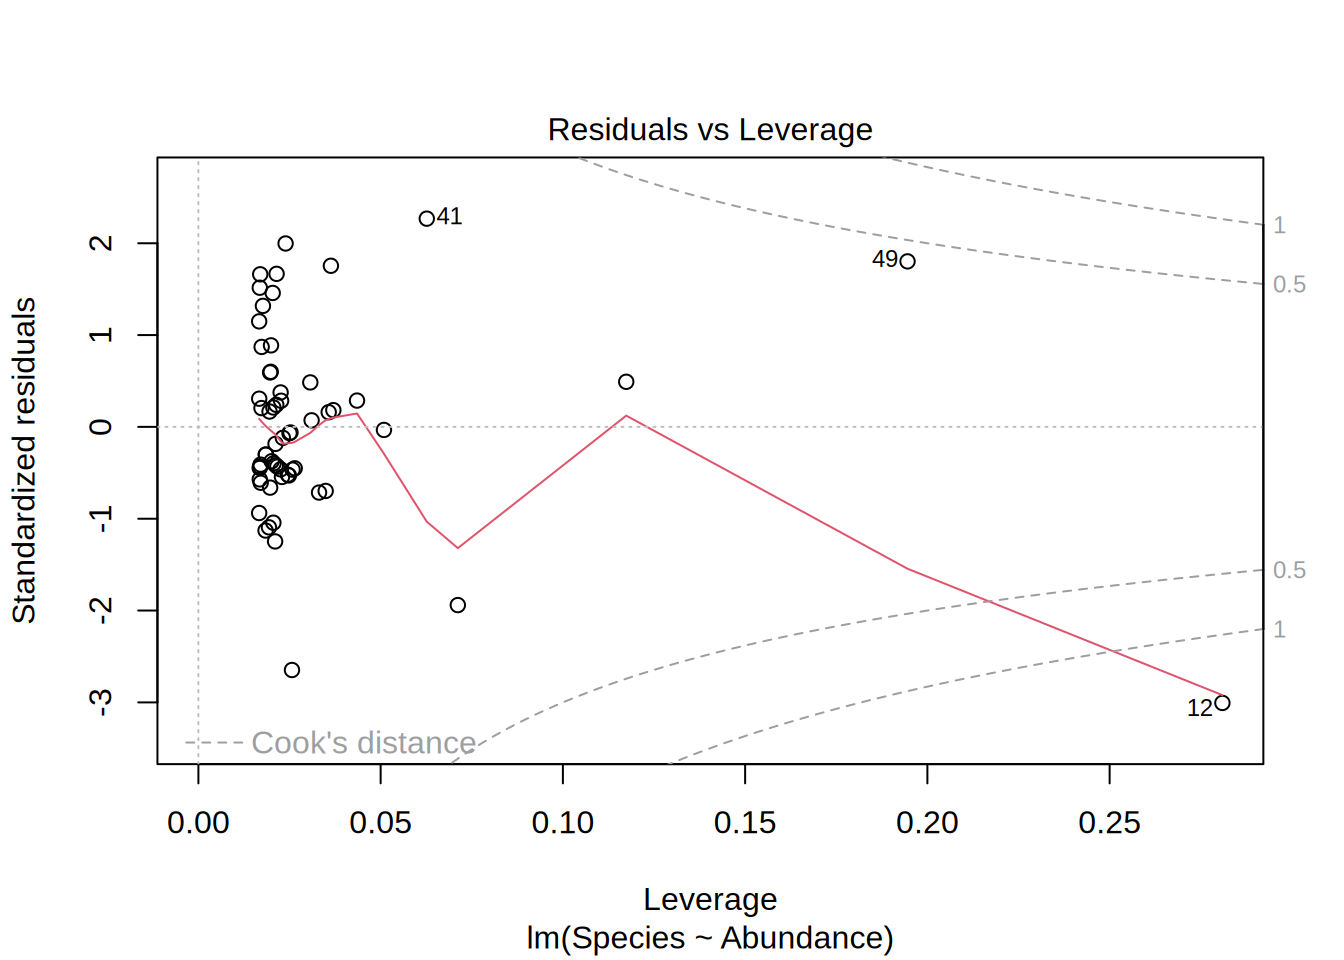 Residuals vs Leverage
Standardized residuals
2
1
0
-1
-2
-3
41
49
12
1
0.5
0.5
1
Cook's distance
0.00 0.05 0.10 0.15 0.20 0.25
Leverage
lm(Species ~ Abundance)